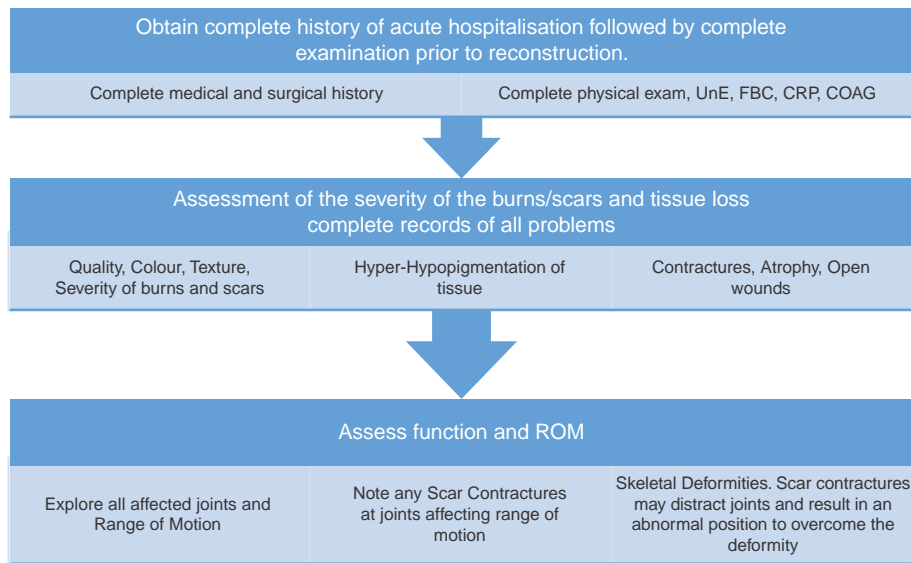 Obtain complete history of acute hospitalisation followed by complete
examination prior to reconstruction.
Complete medical and surgical history
Complete physical exam, UnE, FBC, CRP, COAG
Assessment of the severity of the burns/scars and tissue loss
complete records of all problems
Quality, Colour, Texture,
Severity of burns and scars
Hyper-Hypopigmentation of
tissue
Contractures, Atrophy, Open
wounds
Assess function and ROM
Explore all affected joints and
Range of Motion
Note any Scar Contractures
at joints affecting range of
motion
Skeletal Deformities. Scar contractures
may distract joints and result in an
abnormal position to overcome the
deformity